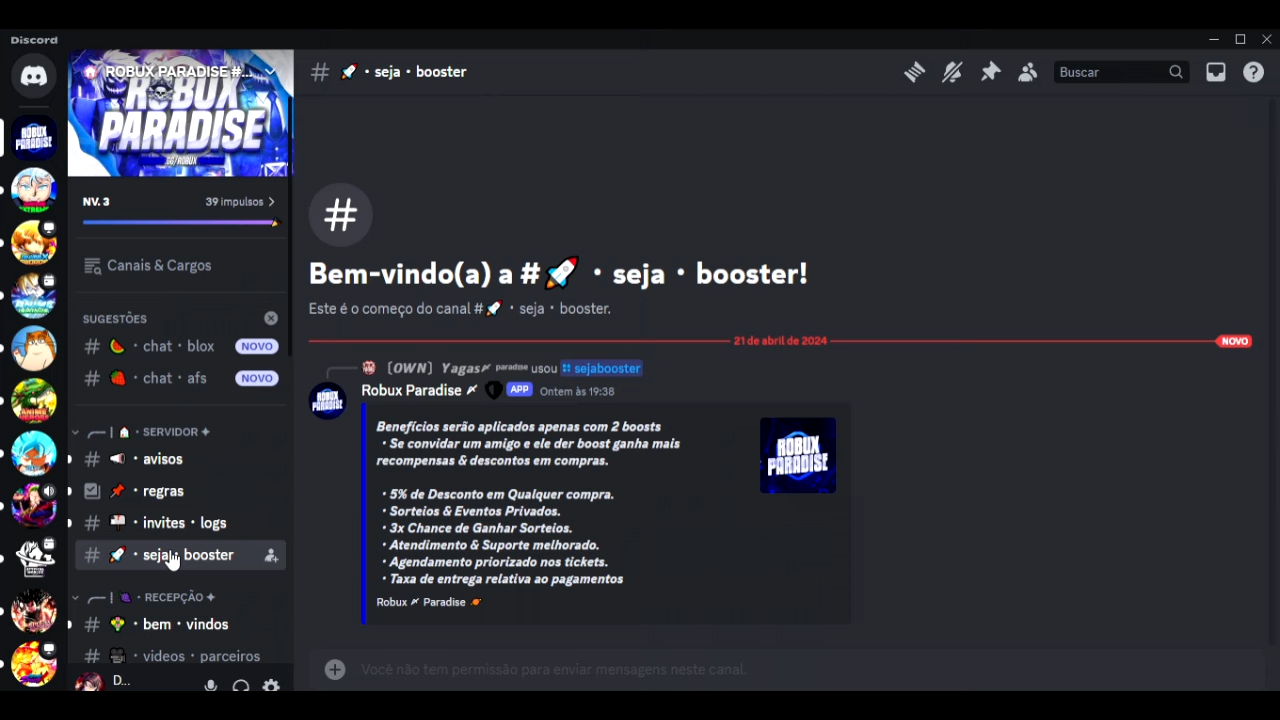 Discord
ROBUX PARADISE #...
ROBUX
PARADISE
NV. 3
39 impulsos
Canais & Cargos
SUGESTÕES
# 🍉・chat・blox
NOVO
# 🍓・chat・afs
NOVO
SERVIDOR ✦
# 📢・avisos
📌・regras
# 📬・invites・logs
# 🚀・seja・booster
RECEPÇÃO ✦
# 💐・bem・vindos
# 📹・videos・parceiros
D...
# 🚀・seja・booster
Buscar
#
Bem-vindo(a) a #🚀・seja・booster!
Este é o começo do canal #🚀・seja・booster.
21 de abril de 2024
NOVO
[OWN] Yagas paradise usou sejabooster
Robux Paradise APP Ontem às 19:38
Benefícios serão aplicados apenas com 2 boosts
• Se convidar um amigo e ele der boost ganha mais
recompensas & descontos em compras.
• 5% de Desconto em Qualquer compra.
• Sorteios & Eventos Privados.
• 3x Chance de Ganhar Sorteios.
• Atendimento & Suporte melhorado.
• Agendamento priorizado nos tickets.
• Taxa de entrega relativa ao pagamentos
Robux Paradise 🪐
ROBUX
PARADISE
Você não tem permissão para enviar mensagens neste canal.